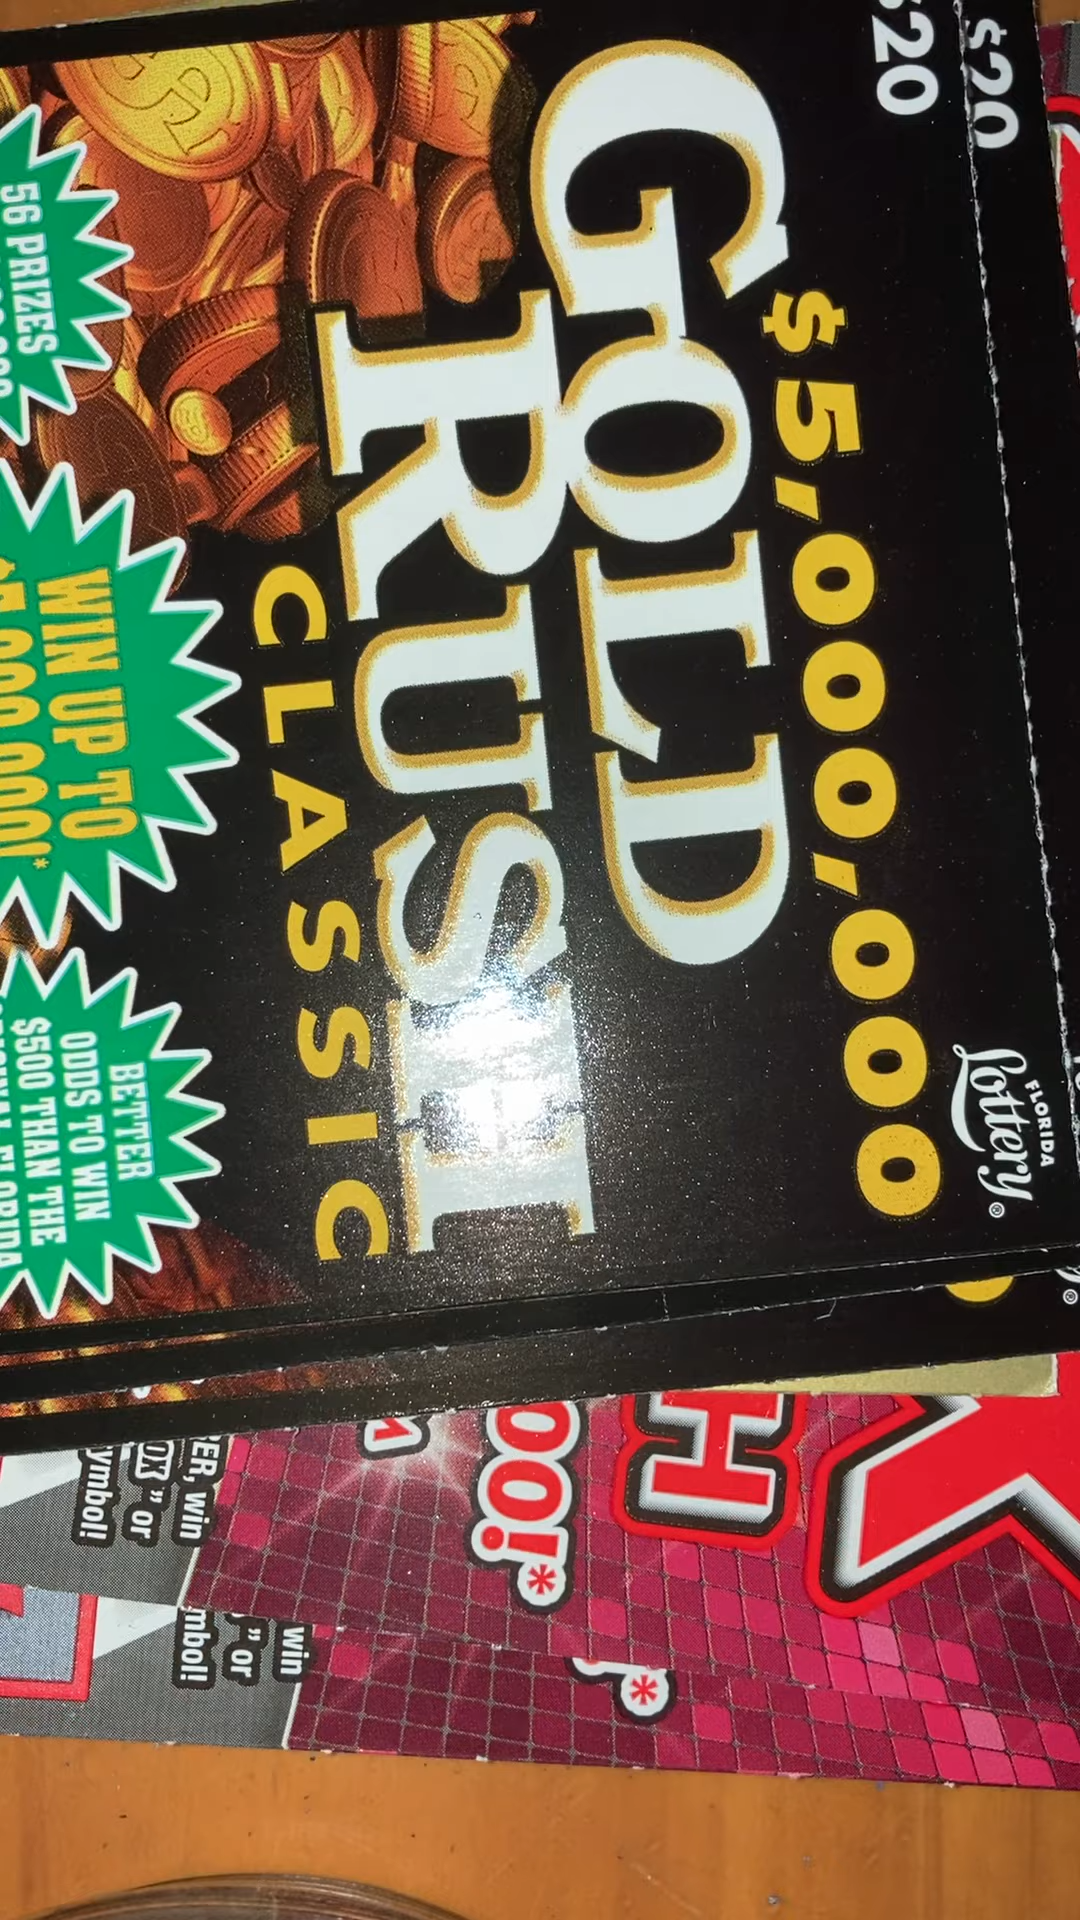 $20
$20
FLORIDA
Lottery®
$5,000,000
GOLD
RUSH
CLASSIC
56 PRIZES
WIN UP TO
BETTER
ODDS TO WIN
$500 THAN THE
X
H
00!*
*
ER, win
OX" or
ymbol!
win
" or
mbol!